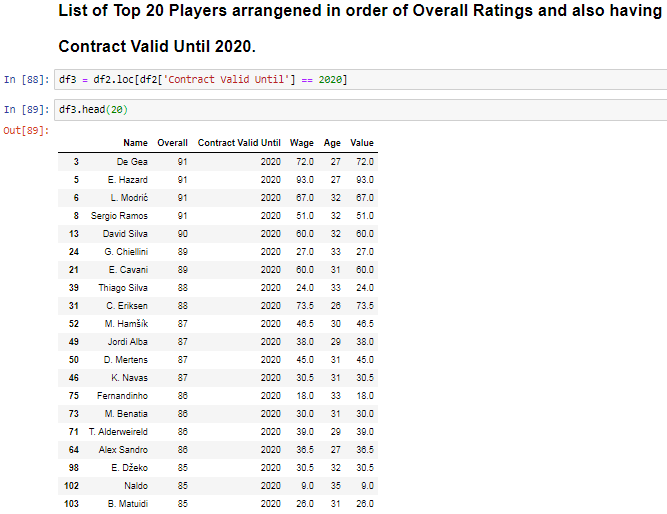 List of Top 20 Players arrangened in order of Overall Ratings and also having
Contract Valid Until 2020.
In [88]: df3 = df2.loc[df2['Contract Valid Until'] == 2020]
In [89]: df3.head(20)
Out[89]:
Name Overall Contract Valid Until Wage Age Value
3 De Gea 91 2020 72.0 27 72.0
5 E. Hazard 91 2020 93.0 27 93.0
6 L. Modrić 91 2020 67.0 32 67.0
8 Sergio Ramos 91 2020 51.0 32 51.0
13 David Silva 90 2020 60.0 32 60.0
24 G. Chiellini 89 2020 27.0 33 27.0
21 E. Cavani 89 2020 60.0 31 60.0
39 Thiago Silva 88 2020 24.0 33 24.0
31 C. Eriksen 88 2020 73.5 26 73.5
52 M. Hamšík 87 2020 46.5 30 46.5
49 Jordi Alba 87 2020 38.0 29 38.0
50 D. Mertens 87 2020 45.0 31 45.0
46 K. Navas 87 2020 30.5 31 30.5
75 Fernandinho 86 2020 18.0 33 18.0
73 M. Benatia 86 2020 30.0 31 30.0
71 T. Alderweireld 86 2020 39.0 29 39.0
64 Alex Sandro 86 2020 36.5 27 36.5
98 E. Džeko 85 2020 30.5 32 30.5
102 Naldo 85 2020 9.0 35 9.0
103 B. Matuidi 85 2020 26.0 31 26.0